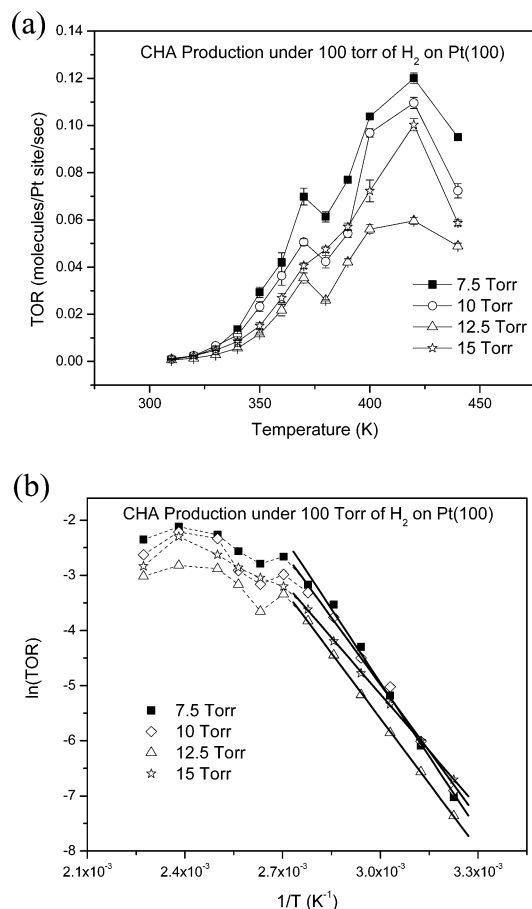 (a)
CHA Production under 100 torr of H2 on Pt(100)
0.14
0.12
0.10
0.08
0.06
0.04
0.02
0.00
TOR (molecules/Pt site/sec)
7.5 Torr
10 Torr
12.5 Torr
15 Torr
300 350 400 450
Temperature (K)
(b)
CHA Production under 100 Torr of H2 on Pt(100)
-2
-3
-4
-5
-6
-7
-8
ln(TOR)
7.5 Torr
10 Torr
12.5 Torr
15 Torr
2.1x10-3 2.4x10-3 2.7x10-3 3.0x10-3 3.3x10-3
1/T (K-1)